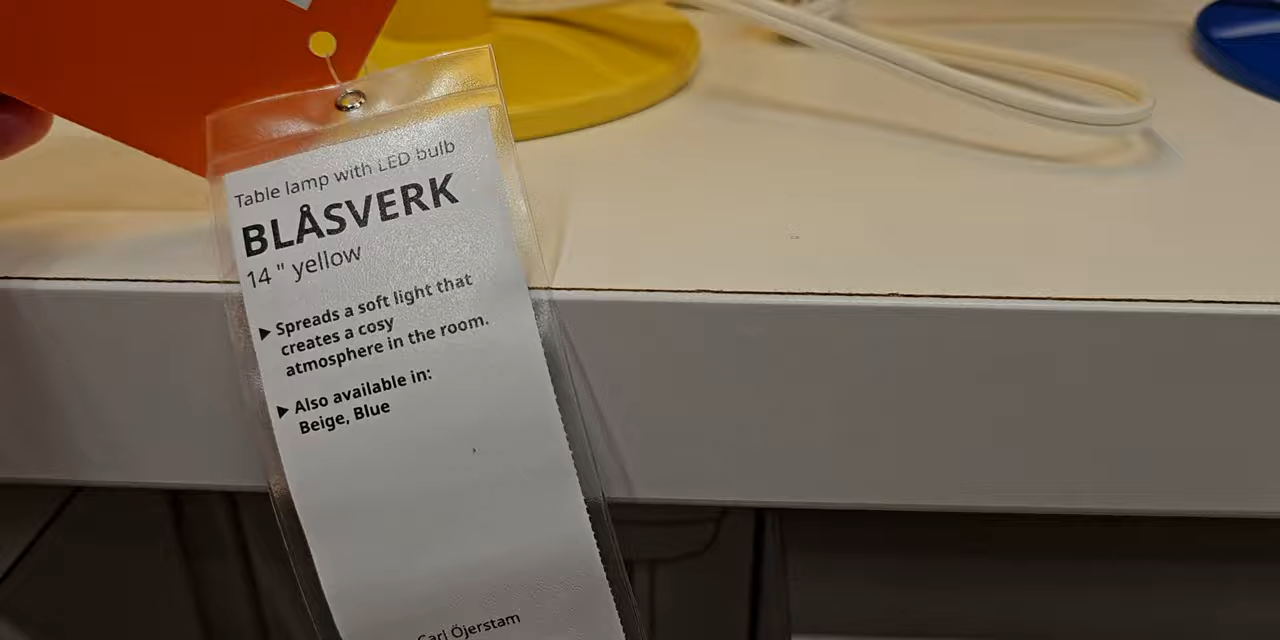 Table lamp with LED bulb
BLÅSVERK
14 " yellow
▶ Spreads a soft light that
creates a cosy
atmosphere in the room.
▶ Also available in:
Beige, Blue
Carl Öjerstam